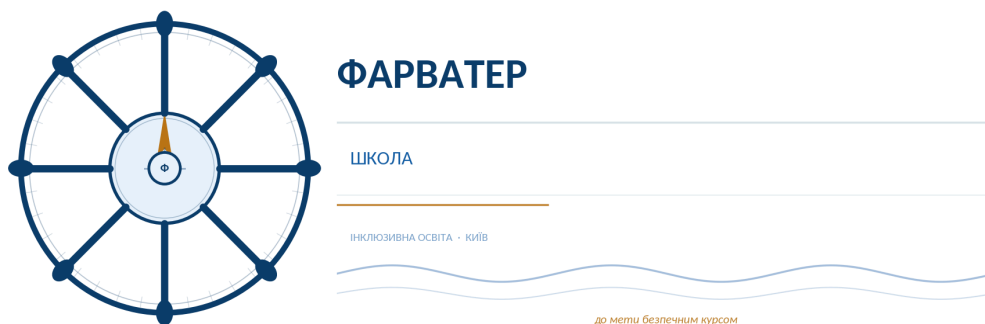 Ф
ФАРВАТЕР
ШКОЛА
ІНКЛЮЗИВНА ОСВІТА · КИЇВ
до мети безпечним курсом